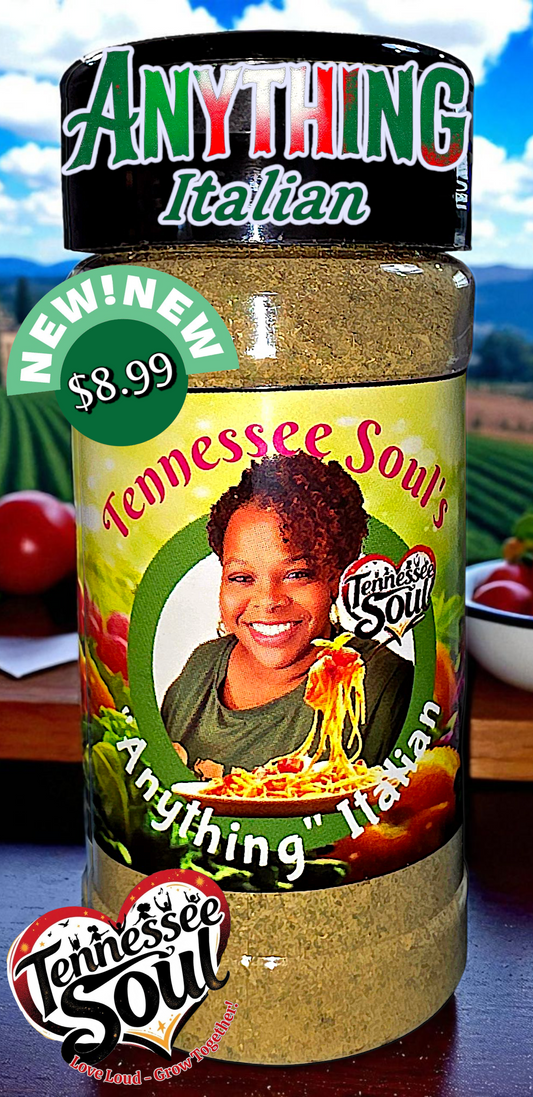 ANYTHING
Italian
NEW!NEW
$8.99
Tennessee Soul's
Tennessee
Soul
"Anything" Italian
Tennessee
Soul
Love Loud - Grow Together!